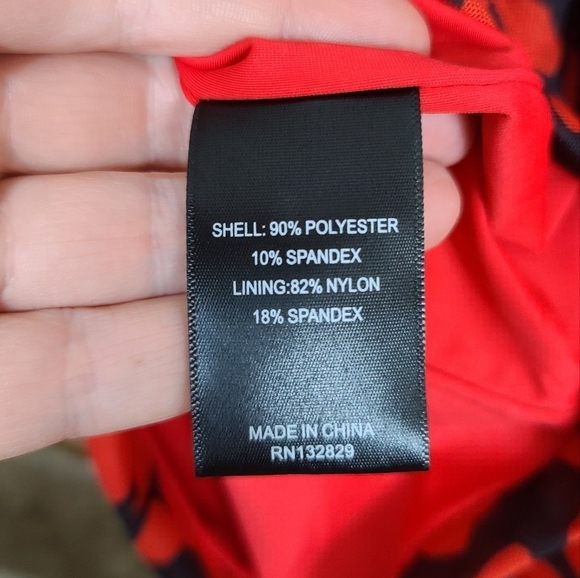 SHELL: 90% POLYESTER
10% SPANDEX
LINING:82% NYLON
18% SPANDEX
MADE IN CHINA
RN132829